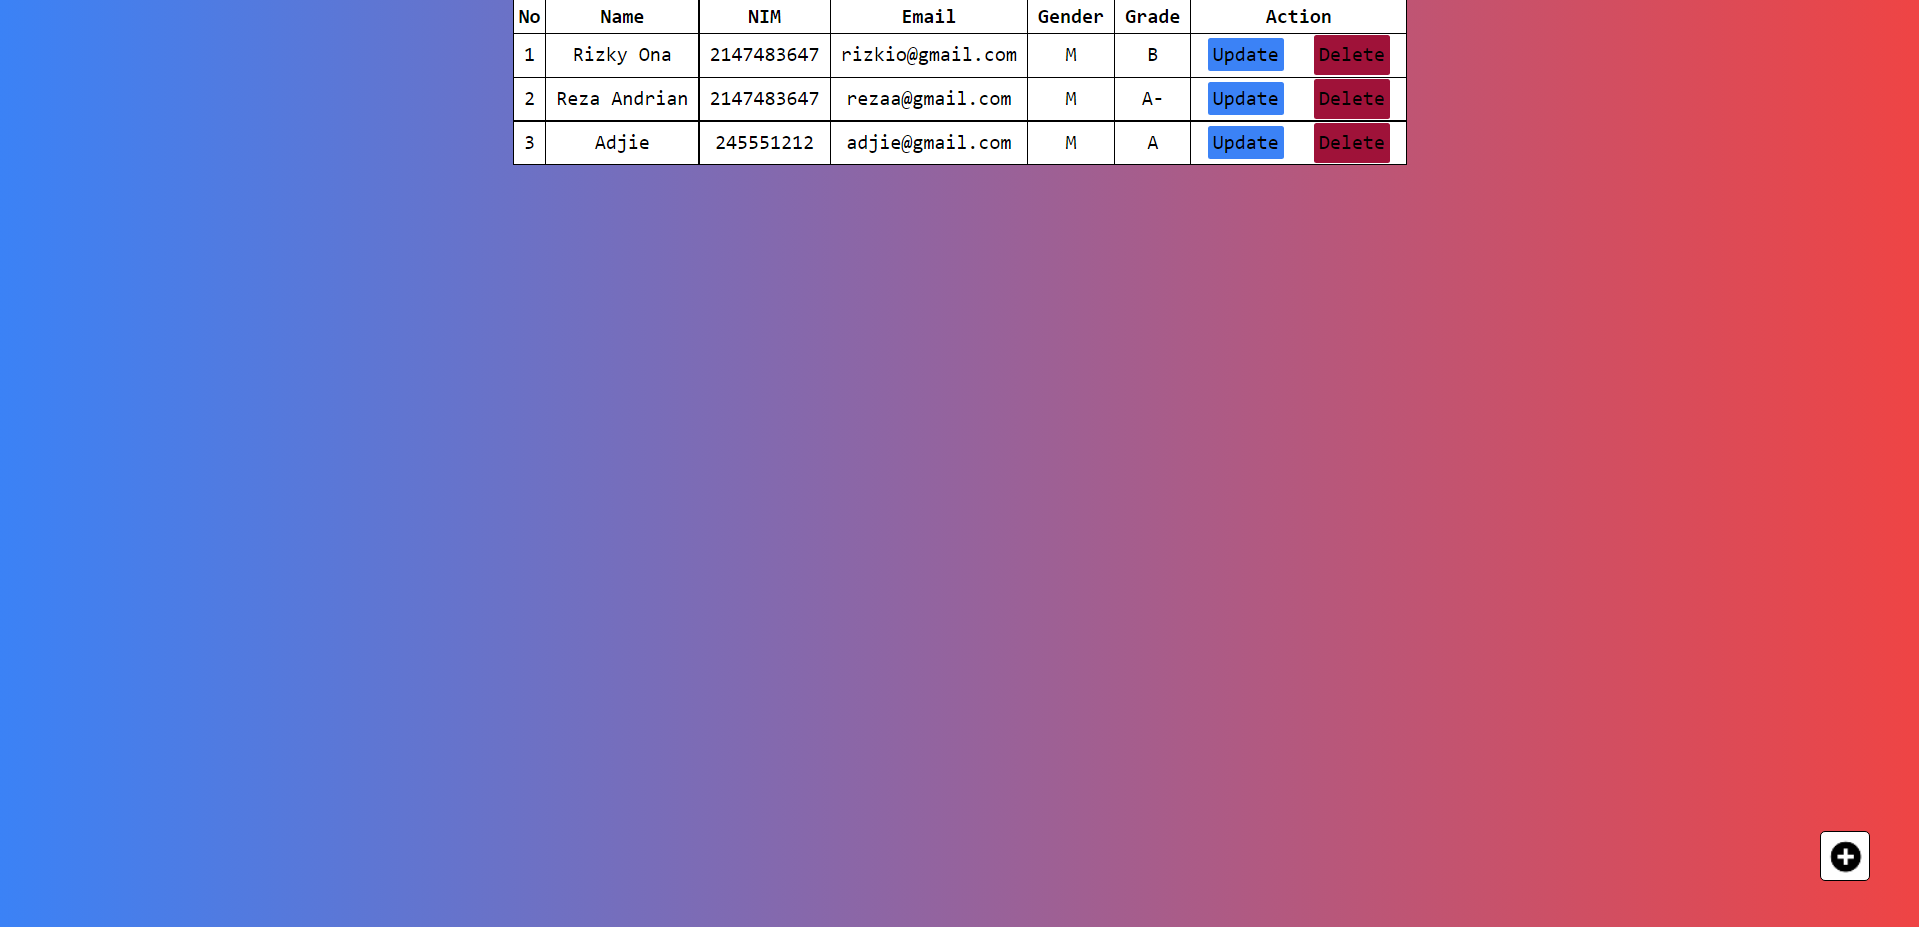 No Name NIM Email Gender Grade Action
1 Rizky Ona 2147483647 rizkio@gmail.com M B Update Delete
2 Reza Andrian 2147483647 rezaa@gmail.com M A- Update Delete
3 Adjie 245551212 adjie@gmail.com M A Update Delete